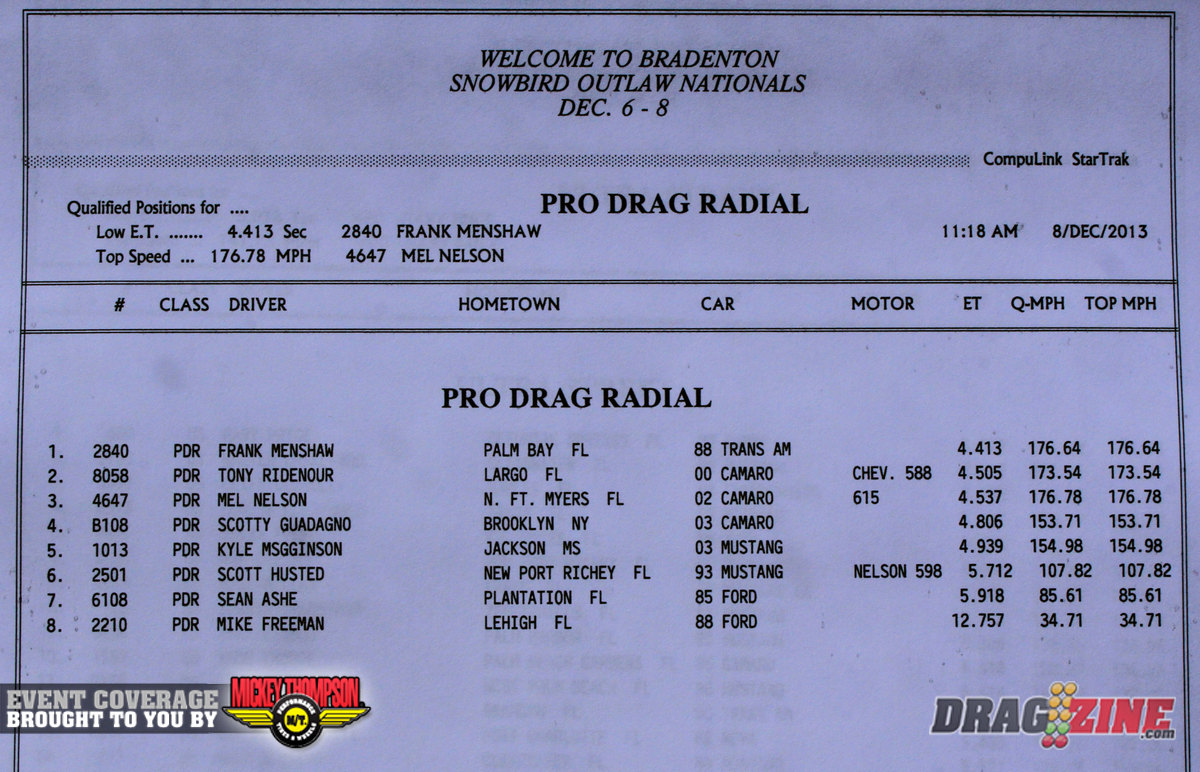 WELCOME TO BRADENTON
SNOWBIRD OUTLAW NATIONALS
DEC. 6 - 8
CompuLink StarTrak
Qualified Positions for .... PRO DRAG RADIAL
Low E.T. ....... 4.413 Sec 2840 FRANK MENSHAW 11:18 AM 8/DEC/2013
Top Speed ... 176.78 MPH 4647 MEL NELSON
# CLASS DRIVER HOMETOWN CAR MOTOR ET Q-MPH TOP MPH
PRO DRAG RADIAL
1. 2840 PDR FRANK MENSHAW PALM BAY FL 88 TRANS AM 4.413 176.64 176.64
2. 8058 PDR TONY RIDENOUR LARGO FL 00 CAMARO CHEV. 588 4.505 173.54 173.54
3. 4647 PDR MEL NELSON N. FT. MYERS FL 02 CAMARO 615 4.537 176.78 176.78
4. B108 PDR SCOTTY GUADAGNO BROOKLYN NY 03 CAMARO 4.806 153.71 153.71
5. 1013 PDR KYLE MSGGINSON JACKSON MS 03 MUSTANG 4.939 154.98 154.98
6. 2501 PDR SCOTT HUSTED NEW PORT RICHEY FL 93 MUSTANG NELSON 598 5.712 107.82 107.82
7. 6108 PDR SEAN ASHE PLANTATION FL 85 FORD 5.918 85.61 85.61
8. 2210 PDR MIKE FREEMAN LEHIGH FL 88 FORD 12.757 34.71 34.71
EVENT COVERAGE
BROUGHT TO YOU BY
MICKEY THOMPSON
PERFORMANCE
M/T
TIRES & WHEELS
DRAGZINE
.com